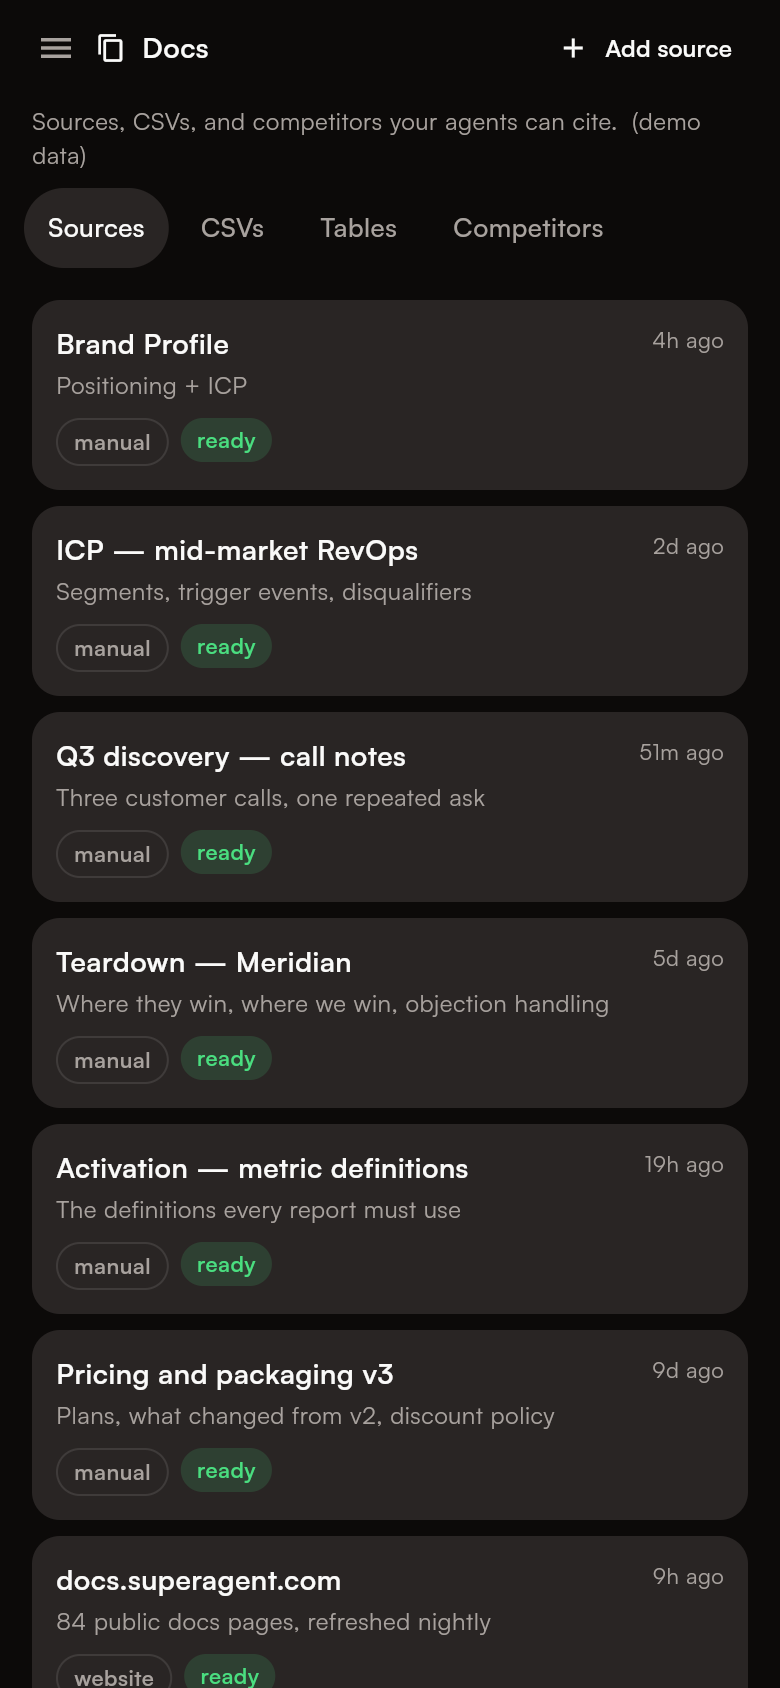 Docs
Add source
Sources, CSVs, and competitors your agents can cite.  (demo
data)
Sources
CSVs
Tables
Competitors
Brand Profile
4h ago
Positioning + ICP
manual
ready
ICP — mid-market RevOps
2d ago
Segments, trigger events, disqualifiers
manual
ready
Q3 discovery — call notes
51m ago
Three customer calls, one repeated ask
manual
ready
Teardown — Meridian
5d ago
Where they win, where we win, objection handling
manual
ready
Activation — metric definitions
19h ago
The definitions every report must use
manual
ready
Pricing and packaging v3
9d ago
Plans, what changed from v2, discount policy
manual
ready
docs.superagent.com
9h ago
84 public docs pages, refreshed nightly
website
ready